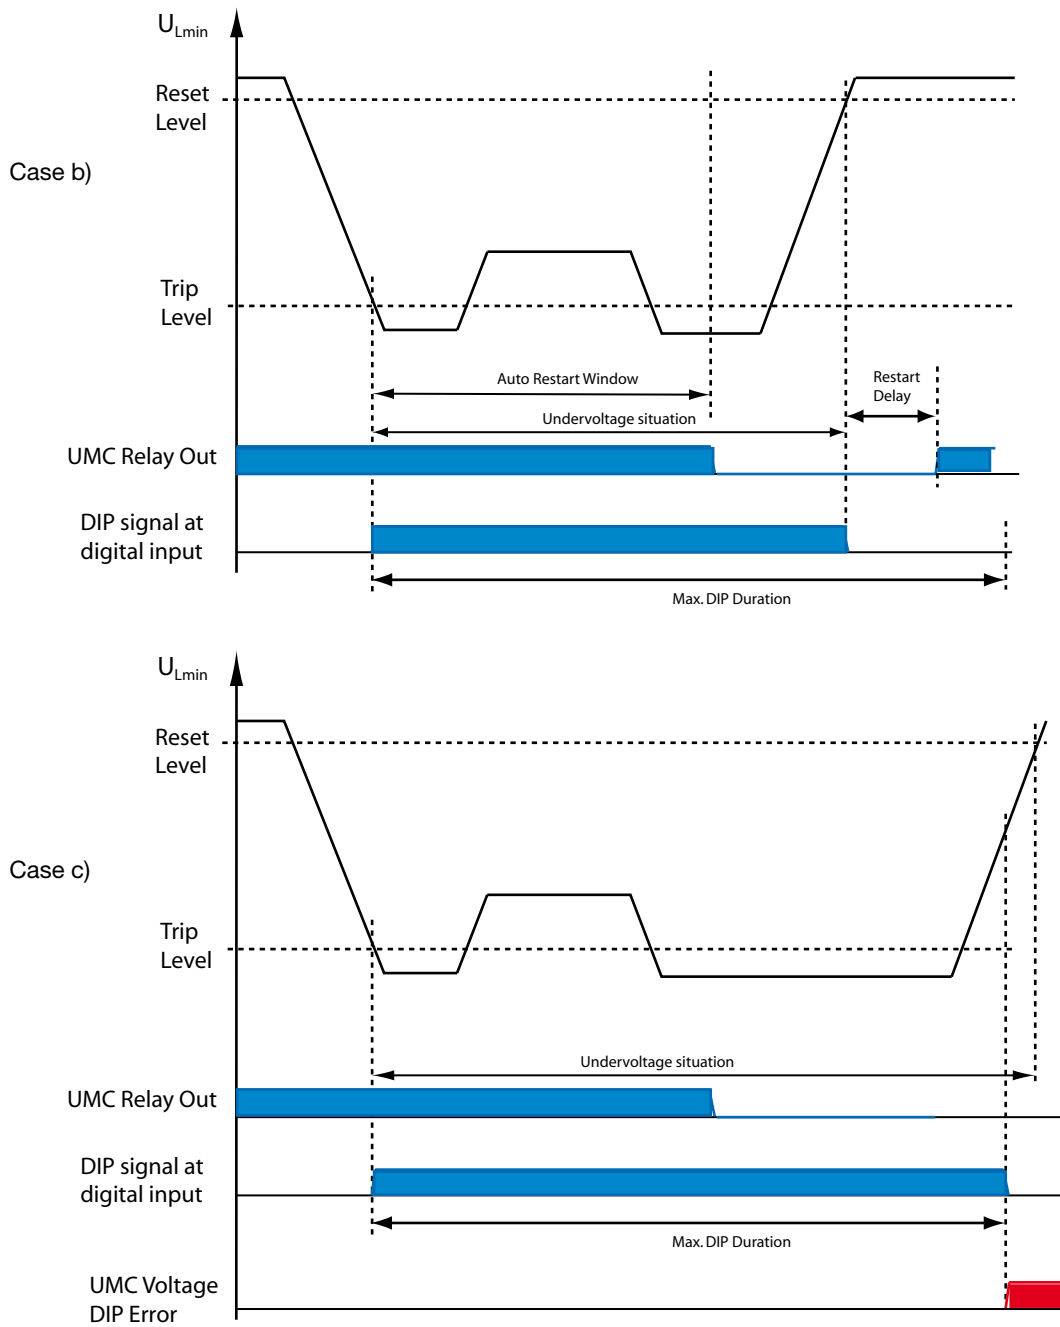 U_Lmin
Reset
Level
Case b)
Trip
Level
Auto Restart Window
Restart
Delay
Undervoltage situation
UMC Relay Out
DIP signal at
digital input
Max. DIP Duration
U_Lmin
Reset
Level
Case c)
Trip
Level
Undervoltage situation
UMC Relay Out
DIP signal at
digital input
Max. DIP Duration
UMC Voltage
DIP Error